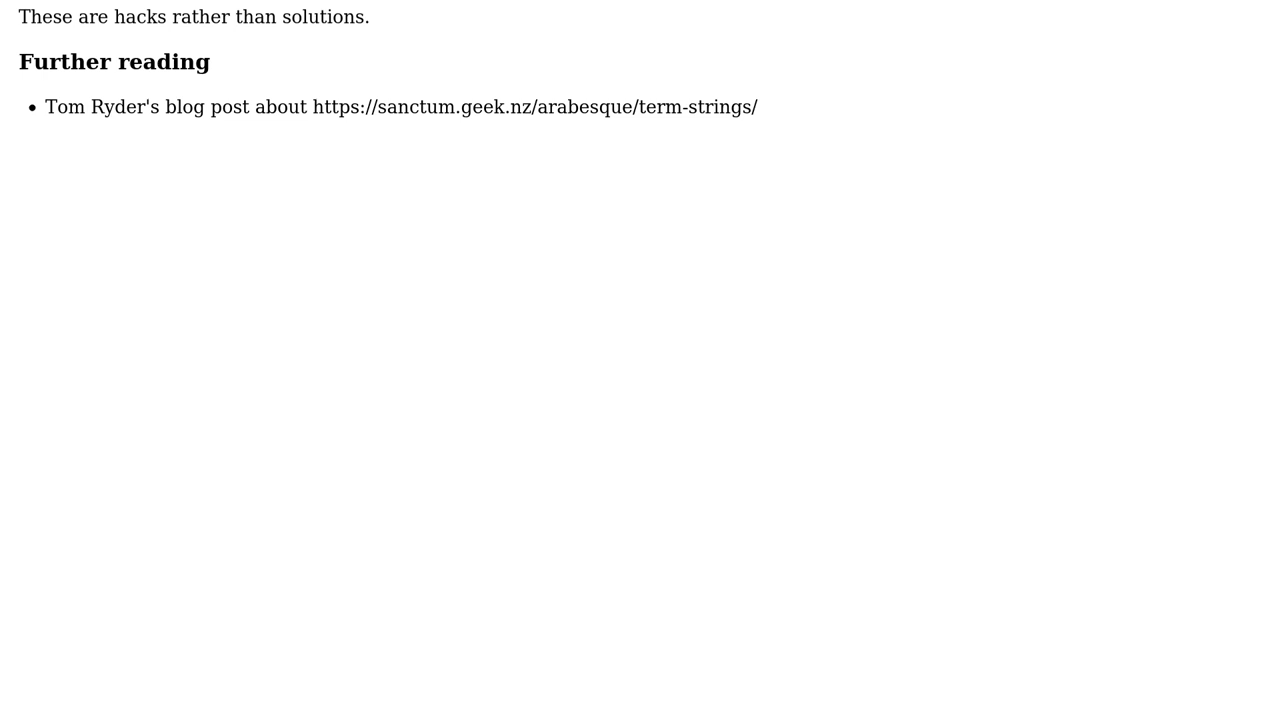 These are hacks rather than solutions.
Further reading
• Tom Ryder's blog post about https://sanctum.geek.nz/arabesque/term-strings/